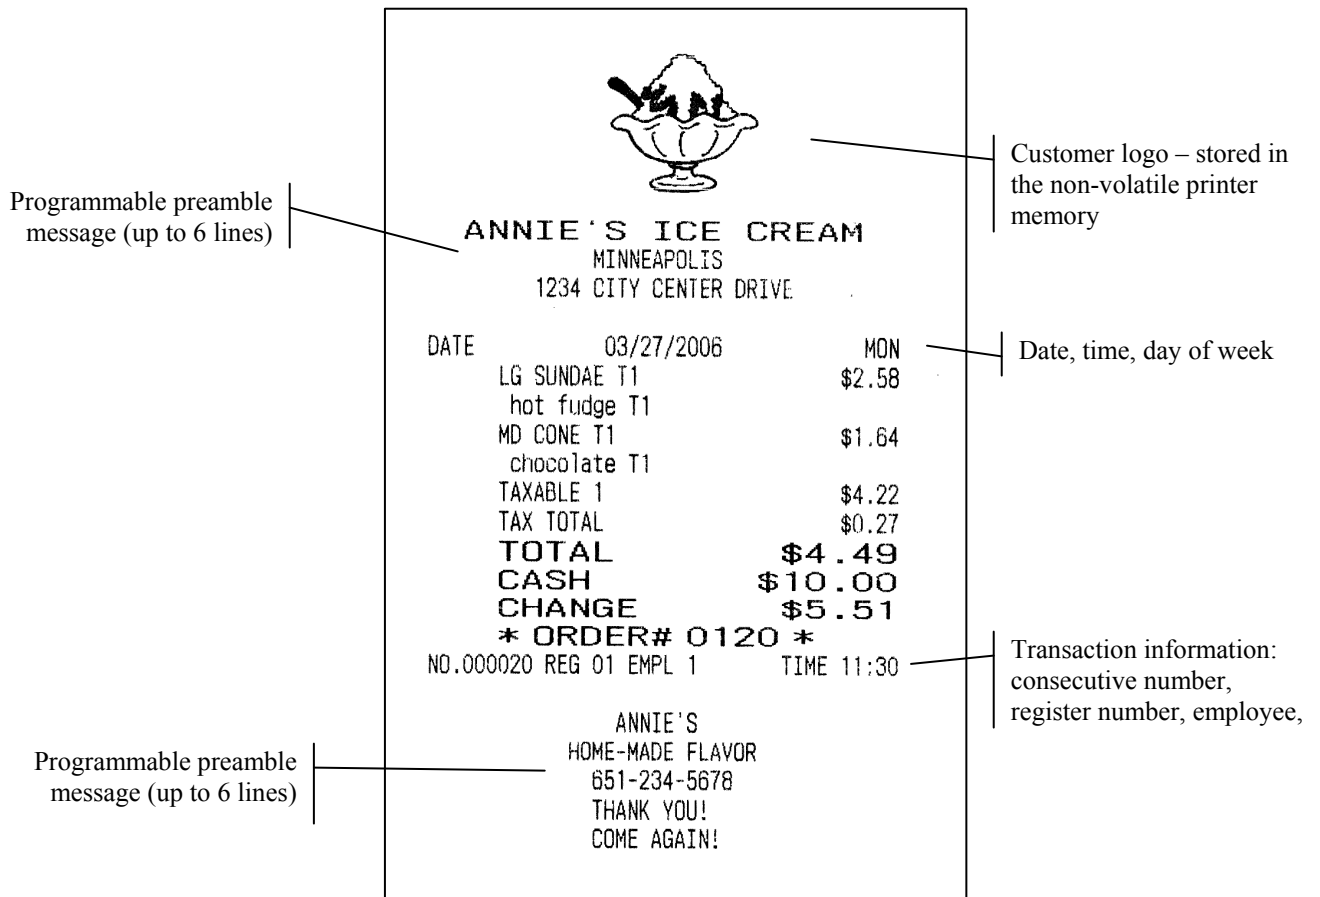 Customer logo – stored in
the non-volatile printer
memory
Programmable preamble
message (up to 6 lines)
ANNIE'S ICE CREAM
MINNEAPOLIS
1234 CITY CENTER DRIVE
DATE 03/27/2006 MON
Date, time, day of week
LG SUNDAE T1 $2.58
hot fudge T1
MD CONE T1 $1.64
chocolate T1
TAXABLE 1 $4.22
TAX TOTAL $0.27
TOTAL $4.49
CASH $10.00
CHANGE $5.51
* ORDER# 0120 *
NO.000020 REG 01 EMPL 1 TIME 11:30
Transaction information:
consecutive number,
register number, employee,
ANNIE'S
HOME-MADE FLAVOR
651-234-5678
THANK YOU!
COME AGAIN!
Programmable preamble
message (up to 6 lines)